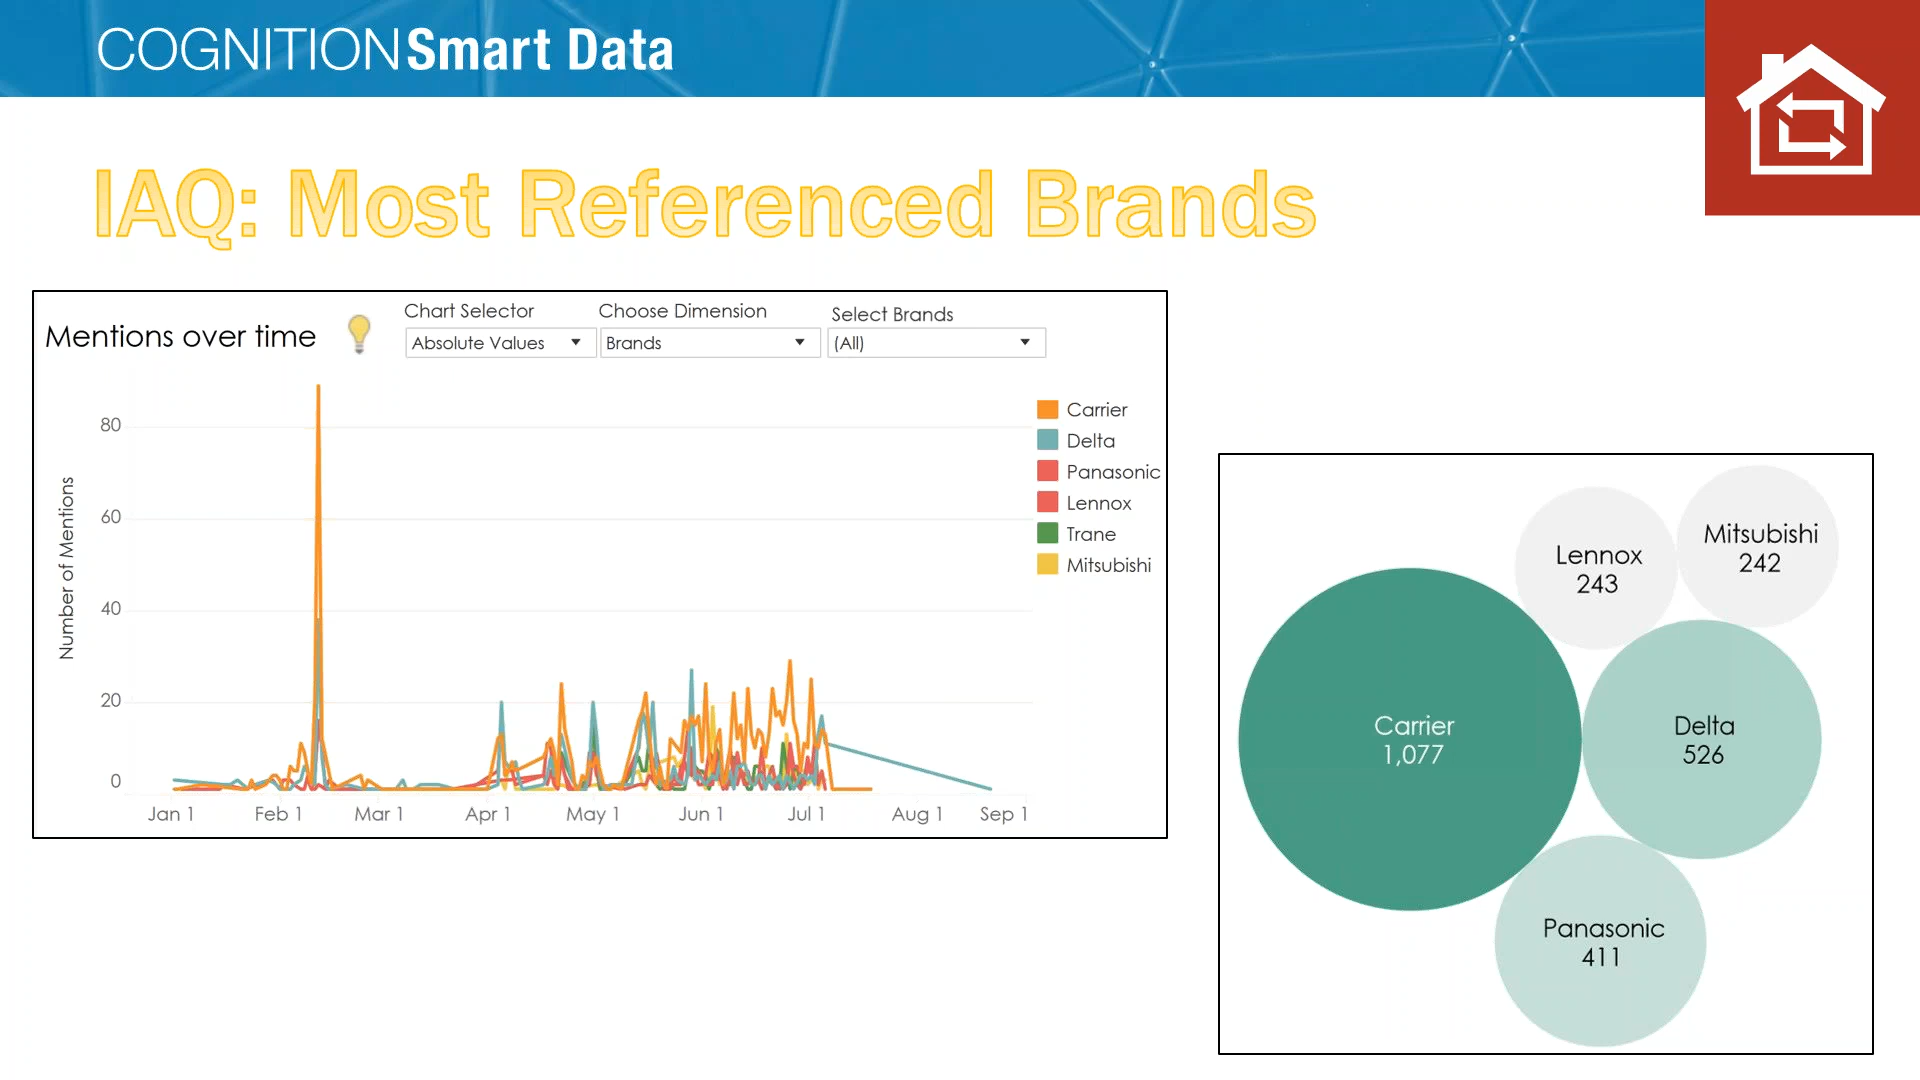 COGNITION Smart Data
IAQ: Most Referenced Brands
Mentions over time
Chart Selector
Absolute Values
Choose Dimension
Brands
Select Brands
(All)
Number of Mentions
80
60
40
20
0
Jan 1
Feb 1
Mar 1
Apr 1
May 1
Jun 1
Jul 1
Aug 1
Sep 1
Carrier
Delta
Panasonic
Lennox
Trane
Mitsubishi
Lennox
243
Mitsubishi
242
Carrier
1,077
Delta
526
Panasonic
411